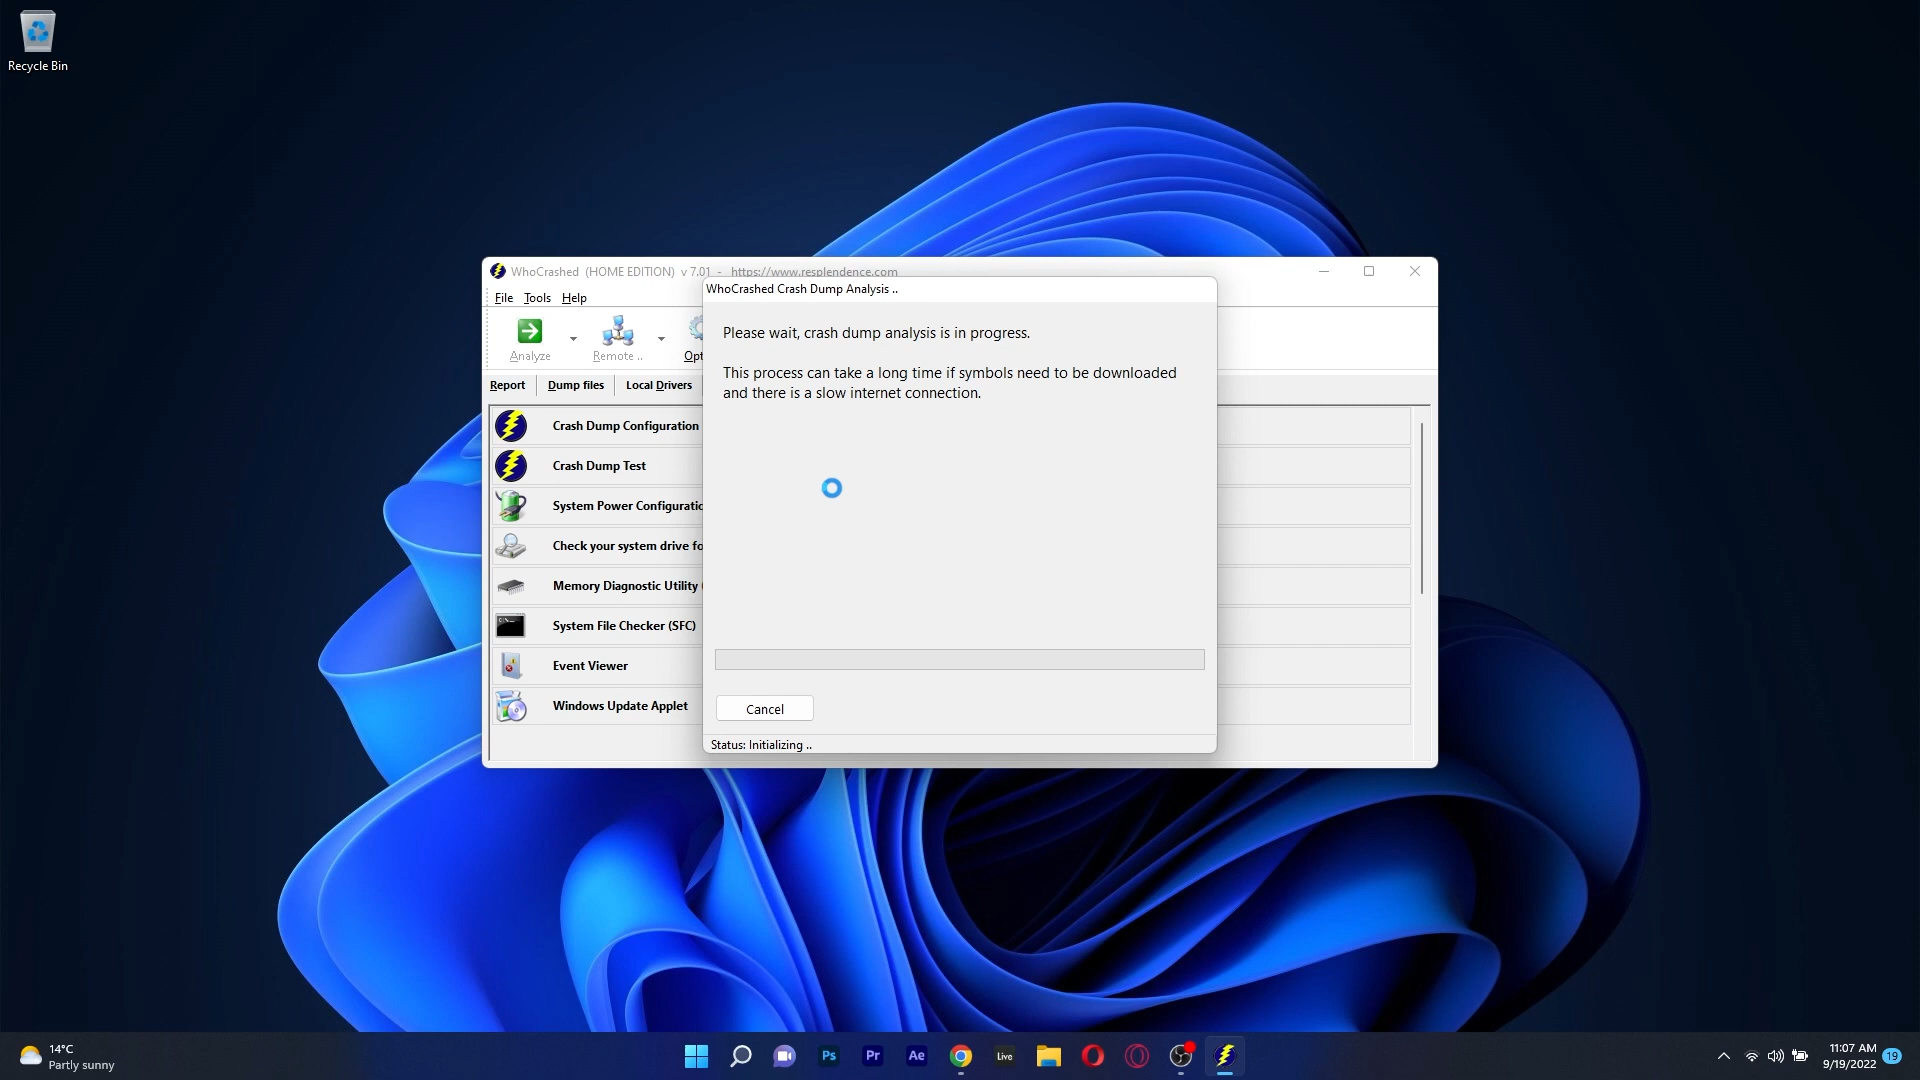 Recycle Bin
WhoCrashed (HOME EDITION) v 7.01 - https://www.resplendence.com
File Tools Help
Analyze
Remote ..
Opt
Report
Dump files
Local Drivers
Crash Dump Configuration
Crash Dump Test
System Power Configuratio
Check your system drive fo
Memory Diagnostic Utility (
System File Checker (SFC)
Event Viewer
Windows Update Applet
WhoCrashed Crash Dump Analysis ..
Please wait, crash dump analysis is in progress.
This process can take a long time if symbols need to be downloaded
and there is a slow internet connection.
Cancel
Status: Initializing ..
14°C
Partly sunny
Ps
Pr
Ae
Live
11:07 AM
9/19/2022
19